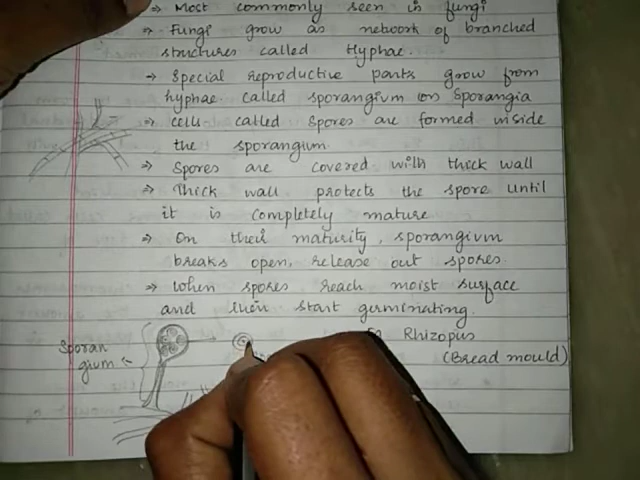 → Most commonly seen in fungi
→ Fungi grow as network of branched
structures called Hyphae.
→ Special reproductive parts grow from
hyphae called sporangium or Sporangia
→ cells called Spores are formed inside
the sporangium.
→ Spores are covered with thick wall
→ Thick wall protects the spore until
it is completely mature
→ On their maturity, sporangium
breaks open, release out spores.
→ when spores reach moist surface
and then start germinating.
Eg Rhizopus
(Bread mould)
Sporan
gium